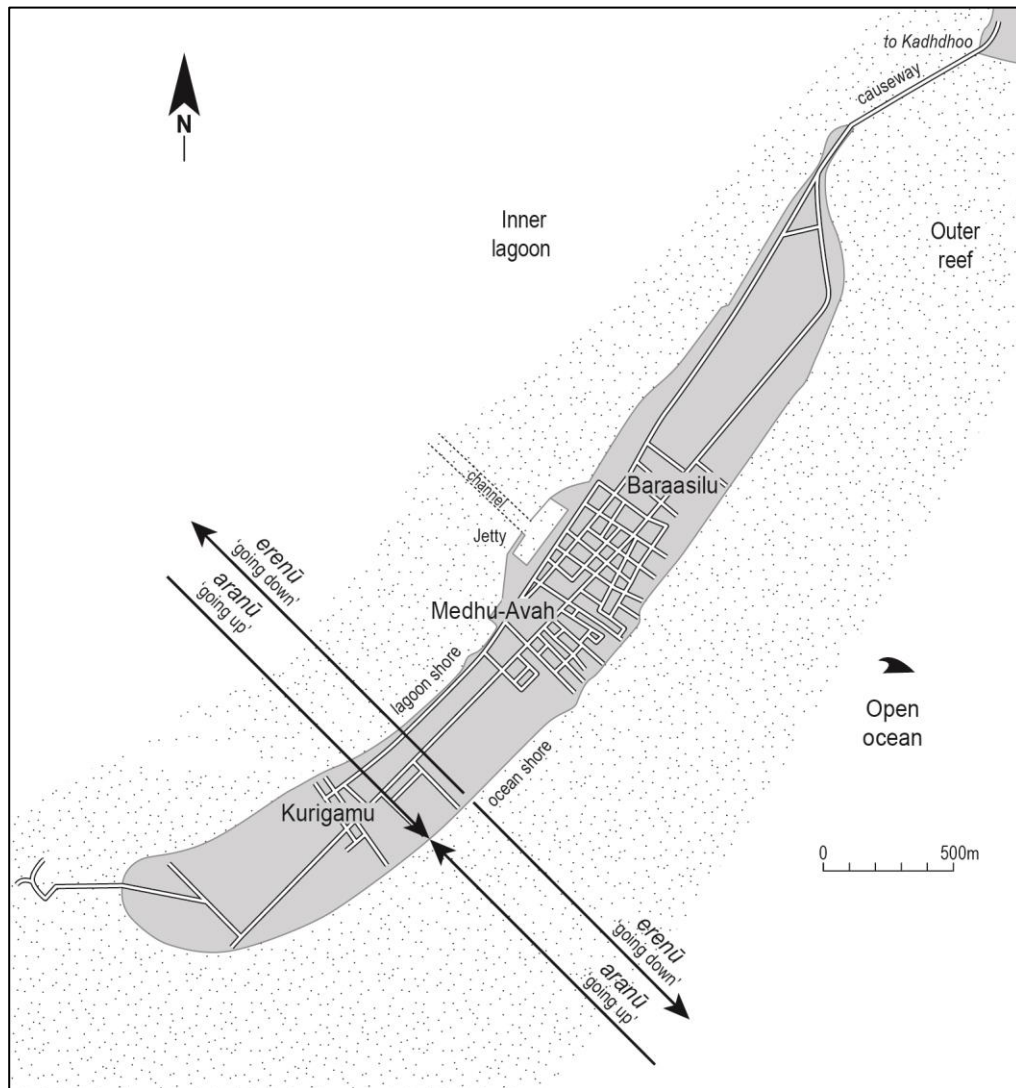 to Kadhdhoo
causeway
N
Inner
lagoon
Outer
reef
Baraasilu
channel
Jetty
erenū
'going down'
aranū
'going up'
Medhu-Avah
lagoon shore
Open
ocean
ocean shore
Kurigamu
0 500m
erenū
'going down'
aranū
'going up'